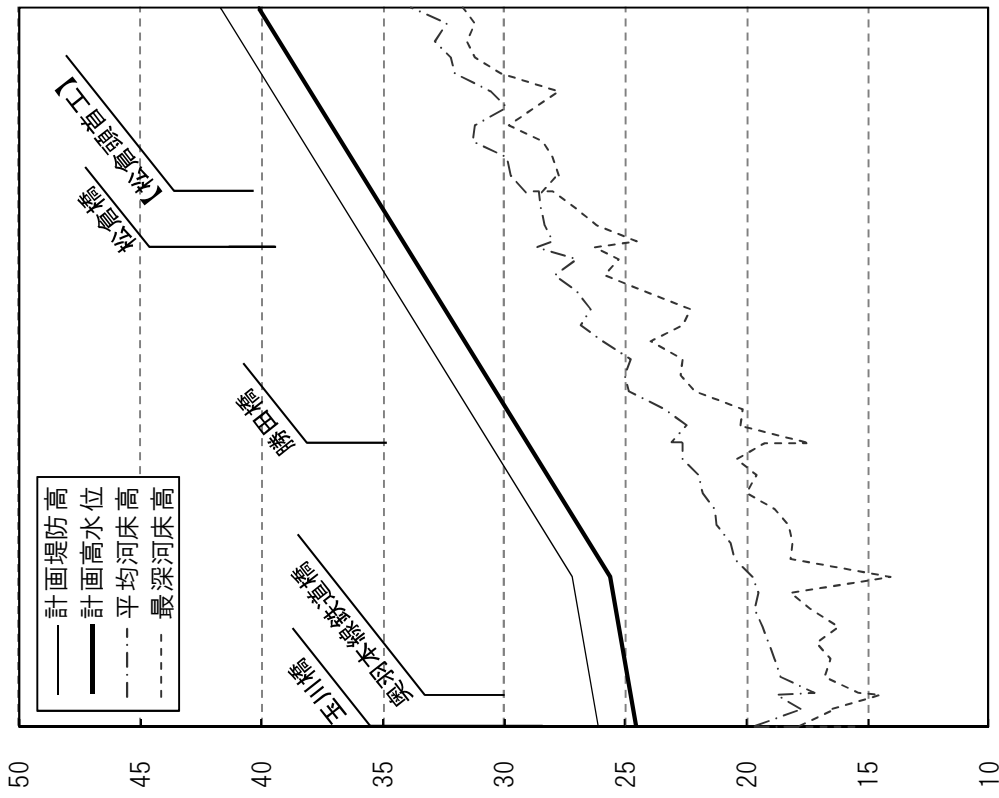 計画堤防高
計画高水位
平均河床高
最深河床高
玉川橋
奥羽本線鉄道橋
勝田橋
松倉橋
【松倉頭首工】
50
45
40
35
30
25
20
15
10